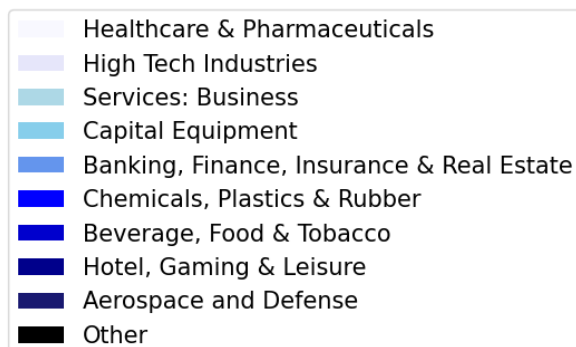 Healthcare & Pharmaceuticals
High Tech Industries
Services: Business
Capital Equipment
Banking, Finance, Insurance & Real Estate
Chemicals, Plastics & Rubber
Beverage, Food & Tobacco
Hotel, Gaming & Leisure
Aerospace and Defense
Other